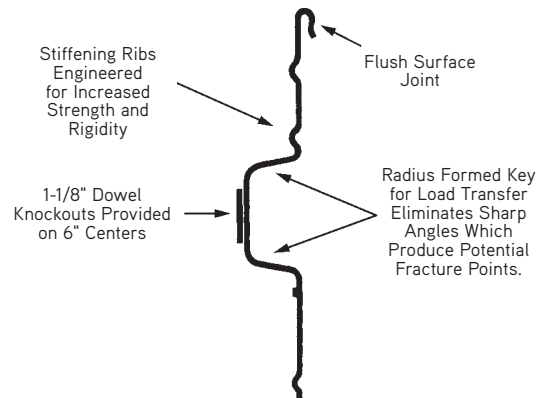 Stiffening Ribs
Engineered
for Increased
Strength and
Rigidity
Flush Surface
Joint
1-1/8" Dowel
Knockouts Provided
on 6" Centers
Radius Formed Key
for Load Transfer
Eliminates Sharp
Angles Which
Produce Potential
Fracture Points.